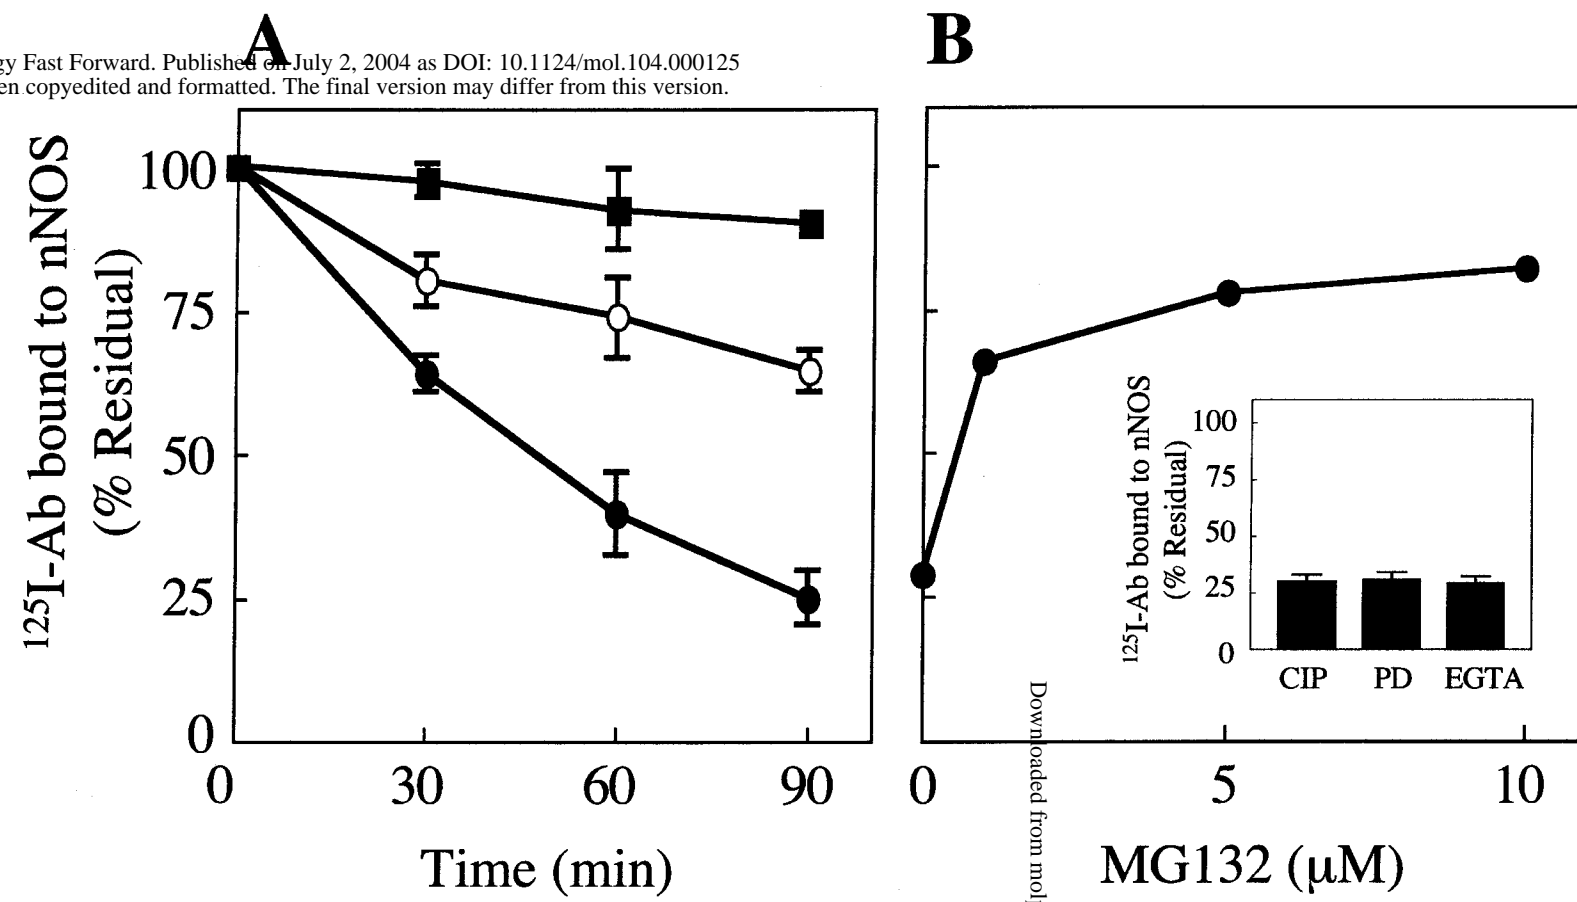 A
B
gy Fast Forward. Published on July 2, 2004 as DOI: 10.1124/mol.104.000125
en copyedited and formatted. The final version may differ from this version.
125I-Ab bound to nNOS
(% Residual)
100
75
50
25
0
0 30 60 90
Time (min)
125I-Ab bound to nNOS
(% Residual)
100
75
50
25
0
CIP PD EGTA
0 5 10
MG132 (μM)
Downloaded from mol